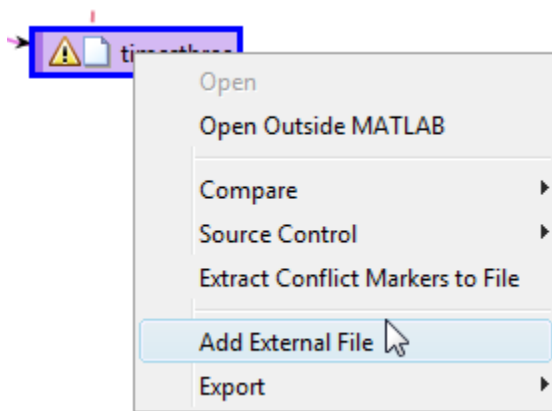 Open
Open Outside MATLAB
Compare
Source Control
Extract Conflict Markers to File
Add External File
Export